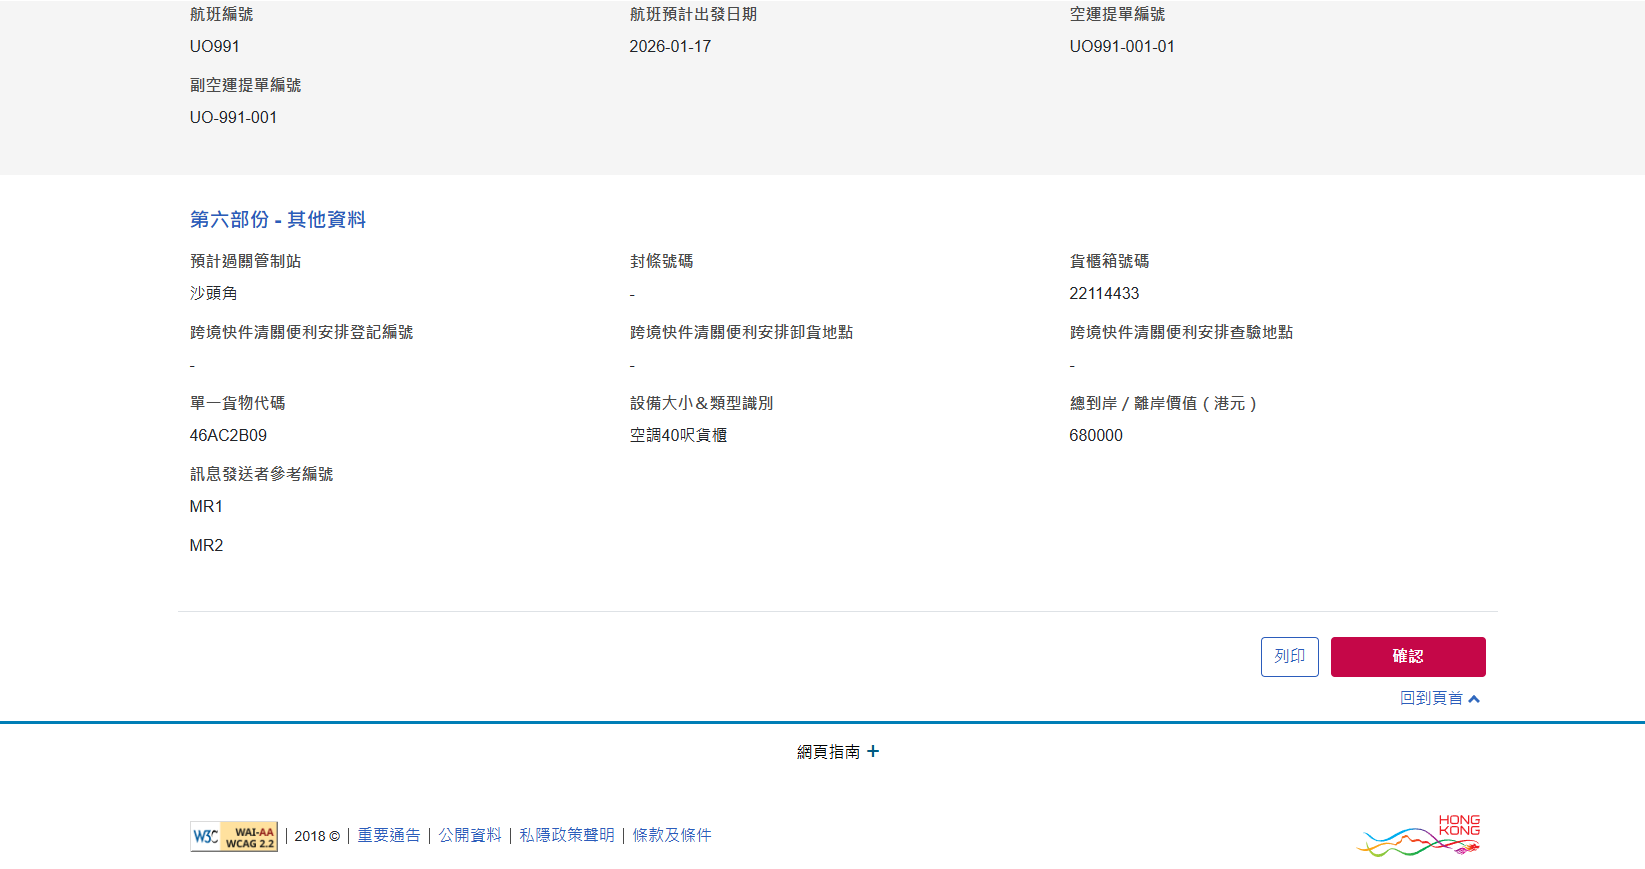 航班編號
航班預計出發日期
空運提單編號
UO991
2026-01-17
UO991-001-01
副空運提單編號
UO-991-001
第六部份 - 其他資料
預計過關管制站
封條號碼
貨櫃箱號碼
沙頭角
-
22114433
跨境快件清關便利安排登記編號
跨境快件清關便利安排卸貨地點
跨境快件清關便利安排查驗地點
-
-
-
單一貨物代碼
設備大小＆類型識別
總到岸 / 離岸價值 ( 港元 )
46AC2B09
空調40呎貨櫃
680000
訊息發送者參考編號
MR1
MR2
列印
確認
回到頁首
網頁指南 +
W3C WAI-AA WCAG 2.2 | 2018 © | 重要通告 | 公開資料 | 私隱政策聲明 | 條款及條件
HONG
KONG